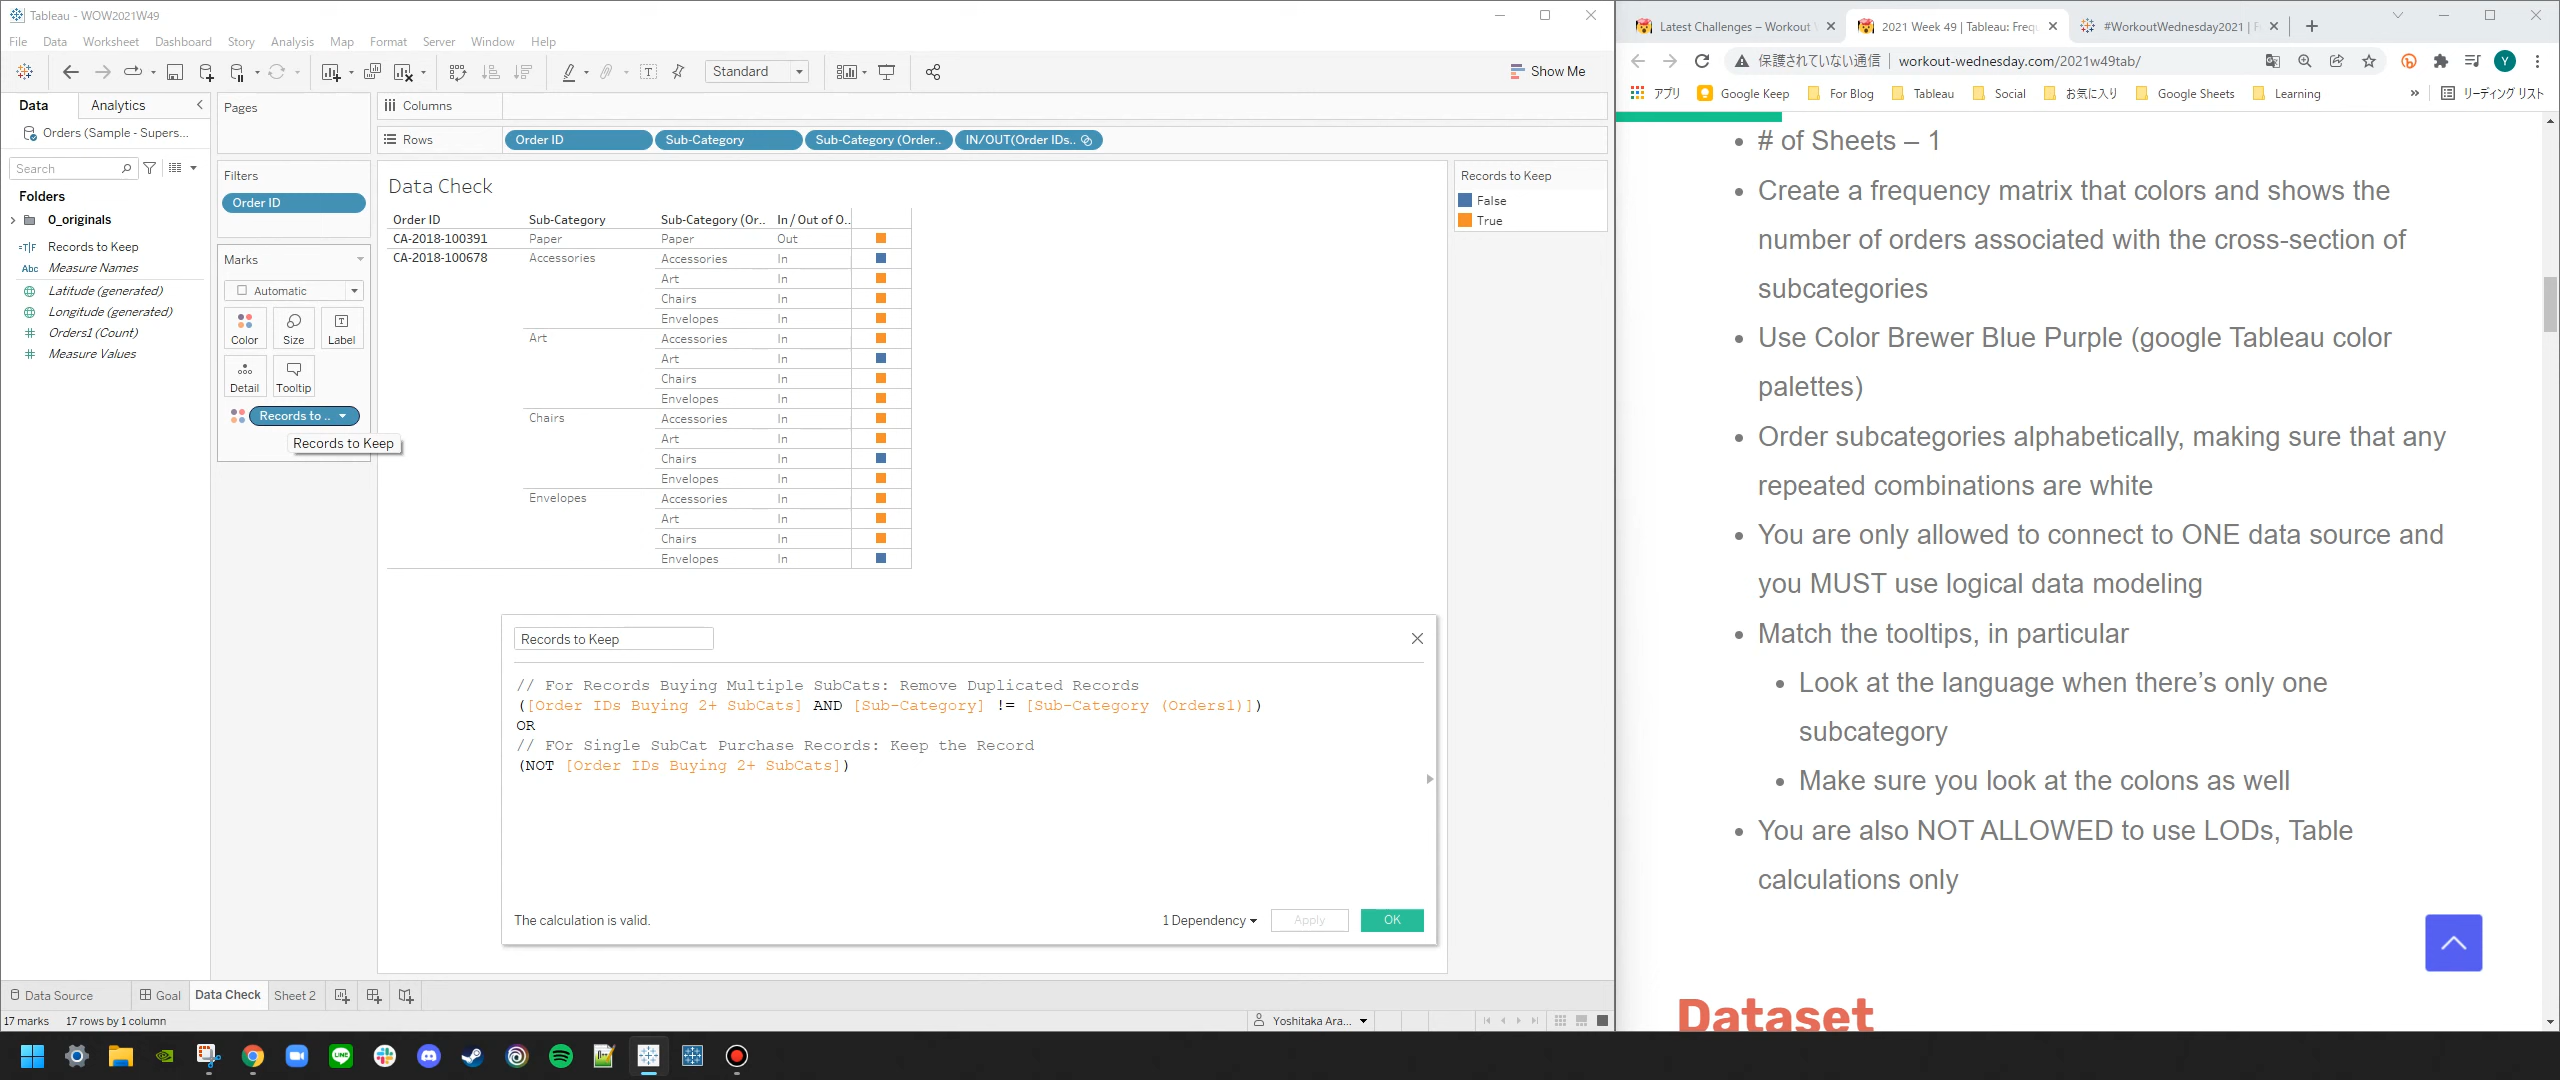 Tableau - WOW2021W49
File Data Worksheet Dashboard Story Analysis Map Format Server Window Help
Standard
Show Me
Data Analytics
Orders (Sample - Supers...
Search
Folders
0_originals
=T|F Records to Keep
Abc Measure Names
Latitude (generated)
Longitude (generated)
# Orders1 (Count)
# Measure Values
Pages
Filters
Order ID
Marks
Automatic
Color Size Label
Detail Tooltip
Records to ..
Records to Keep
Columns
Rows Order ID Sub-Category Sub-Category (Order.. IN/OUT(Order IDs..
Data Check
Order ID Sub-Category Sub-Category (Or.. In / Out of O..
CA-2018-100391 Paper Paper Out
CA-2018-100678 Accessories Accessories In
Art In
Chairs In
Envelopes In
Art Accessories In
Art In
Chairs In
Envelopes In
Chairs Accessories In
Art In
Chairs In
Envelopes In
Envelopes Accessories In
Art In
Chairs In
Envelopes In
Records to Keep
False
True
Records to Keep
// For Records Buying Multiple SubCats: Remove Duplicated Records
([Order IDs Buying 2+ SubCats] AND [Sub-Category] != [Sub-Category (Orders1)])
OR
// FOr Single SubCat Purchase Records: Keep the Record
(NOT [Order IDs Buying 2+ SubCats])
The calculation is valid.
1 Dependency Apply OK
Data Source Goal Data Check Sheet 2
17 marks 17 rows by 1 column
Yoshitaka Ara...
Latest Challenges – Workout 2021 Week 49 | Tableau: Freq #WorkoutWednesday2021 | F
保護されていない通信 | workout-wednesday.com/2021w49tab/
Y
アプリ Google Keep For Blog Tableau Social お気に入り Google Sheets Learning » リーディング リスト
• # of Sheets – 1
• Create a frequency matrix that colors and shows the
number of orders associated with the cross-section of
subcategories
• Use Color Brewer Blue Purple (google Tableau color
palettes)
• Order subcategories alphabetically, making sure that any
repeated combinations are white
• You are only allowed to connect to ONE data source and
you MUST use logical data modeling
• Match the tooltips, in particular
• Look at the language when there’s only one
subcategory
• Make sure you look at the colons as well
• You are also NOT ALLOWED to use LODs, Table
calculations only
Dataset
LINE